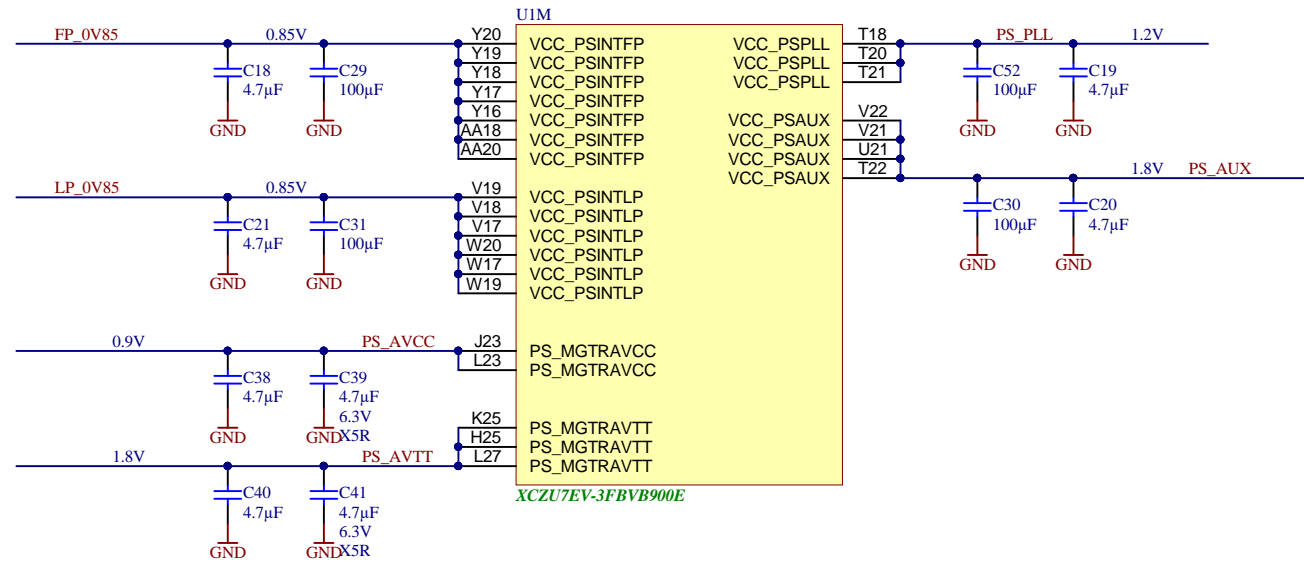 U1M
FP_0V85
0.85V
C18
4.7µF
GND
C29
100µF
GND
Y20
Y19
Y18
Y17
Y16
AA18
AA20
VCC_PSINTFP
VCC_PSINTFP
VCC_PSINTFP
VCC_PSINTFP
VCC_PSINTFP
VCC_PSINTFP
VCC_PSINTFP
LP_0V85
0.85V
C21
4.7µF
GND
C31
100µF
GND
V19
V18
V17
W20
W17
W19
VCC_PSINTLP
VCC_PSINTLP
VCC_PSINTLP
VCC_PSINTLP
VCC_PSINTLP
VCC_PSINTLP
0.9V
PS_AVCC
C38
4.7µF
GND
C39
4.7µF
6.3V
X5R
GND
J23
L23
PS_MGTRAVCC
PS_MGTRAVCC
1.8V
PS_AVTT
C40
4.7µF
GND
C41
4.7µF
6.3V
X5R
GND
K25
H25
L27
PS_MGTRAVTT
PS_MGTRAVTT
PS_MGTRAVTT
VCC_PSPLL
VCC_PSPLL
VCC_PSPLL
T18
T20
T21
PS_PLL
1.2V
C52
100µF
GND
C19
4.7µF
GND
VCC_PSAUX
VCC_PSAUX
VCC_PSAUX
VCC_PSAUX
V22
V21
U21
T22
1.8V
PS_AUX
C30
100µF
GND
C20
4.7µF
GND
XCZU7EV-3FBVB900E